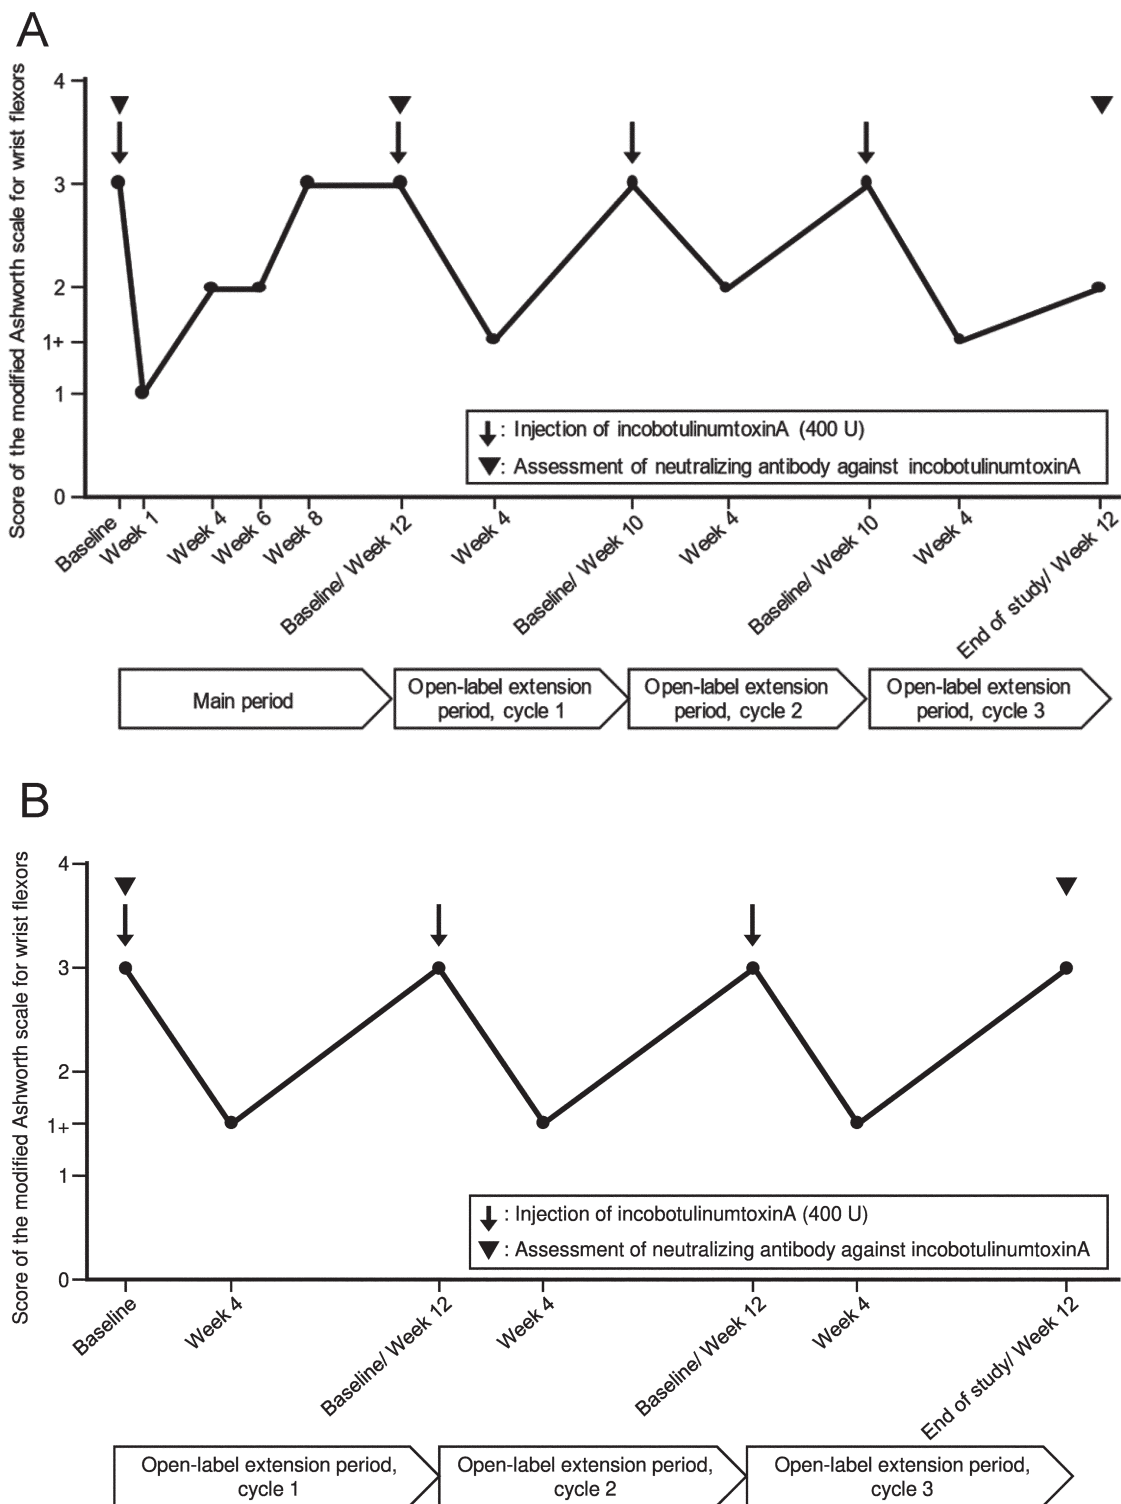 A
Score of the modified Ashworth scale for wrist flexors
4
3
2
1+
1
0
↓: Injection of incobotulinumtoxinA (400 U)
▼: Assessment of neutralizing antibody against incobotulinumtoxinA
Baseline
Week 1
Week 4
Week 6
Week 8
Baseline/ Week 12
Week 4
Baseline/ Week 10
Week 4
Baseline/ Week 10
Week 4
End of study/ Week 12
Main period
Open-label extension
period, cycle 1
Open-label extension
period, cycle 2
Open-label extension
period, cycle 3
B
Score of the modified Ashworth scale for wrist flexors
4
3
2
1+
1
0
↓: Injection of incobotulinumtoxinA (400 U)
▼: Assessment of neutralizing antibody against incobotulinumtoxinA
Baseline
Week 4
Baseline/ Week 12
Week 4
Baseline/ Week 12
Week 4
End of study/ Week 12
Open-label extension period,
cycle 1
Open-label extension period,
cycle 2
Open-label extension period,
cycle 3